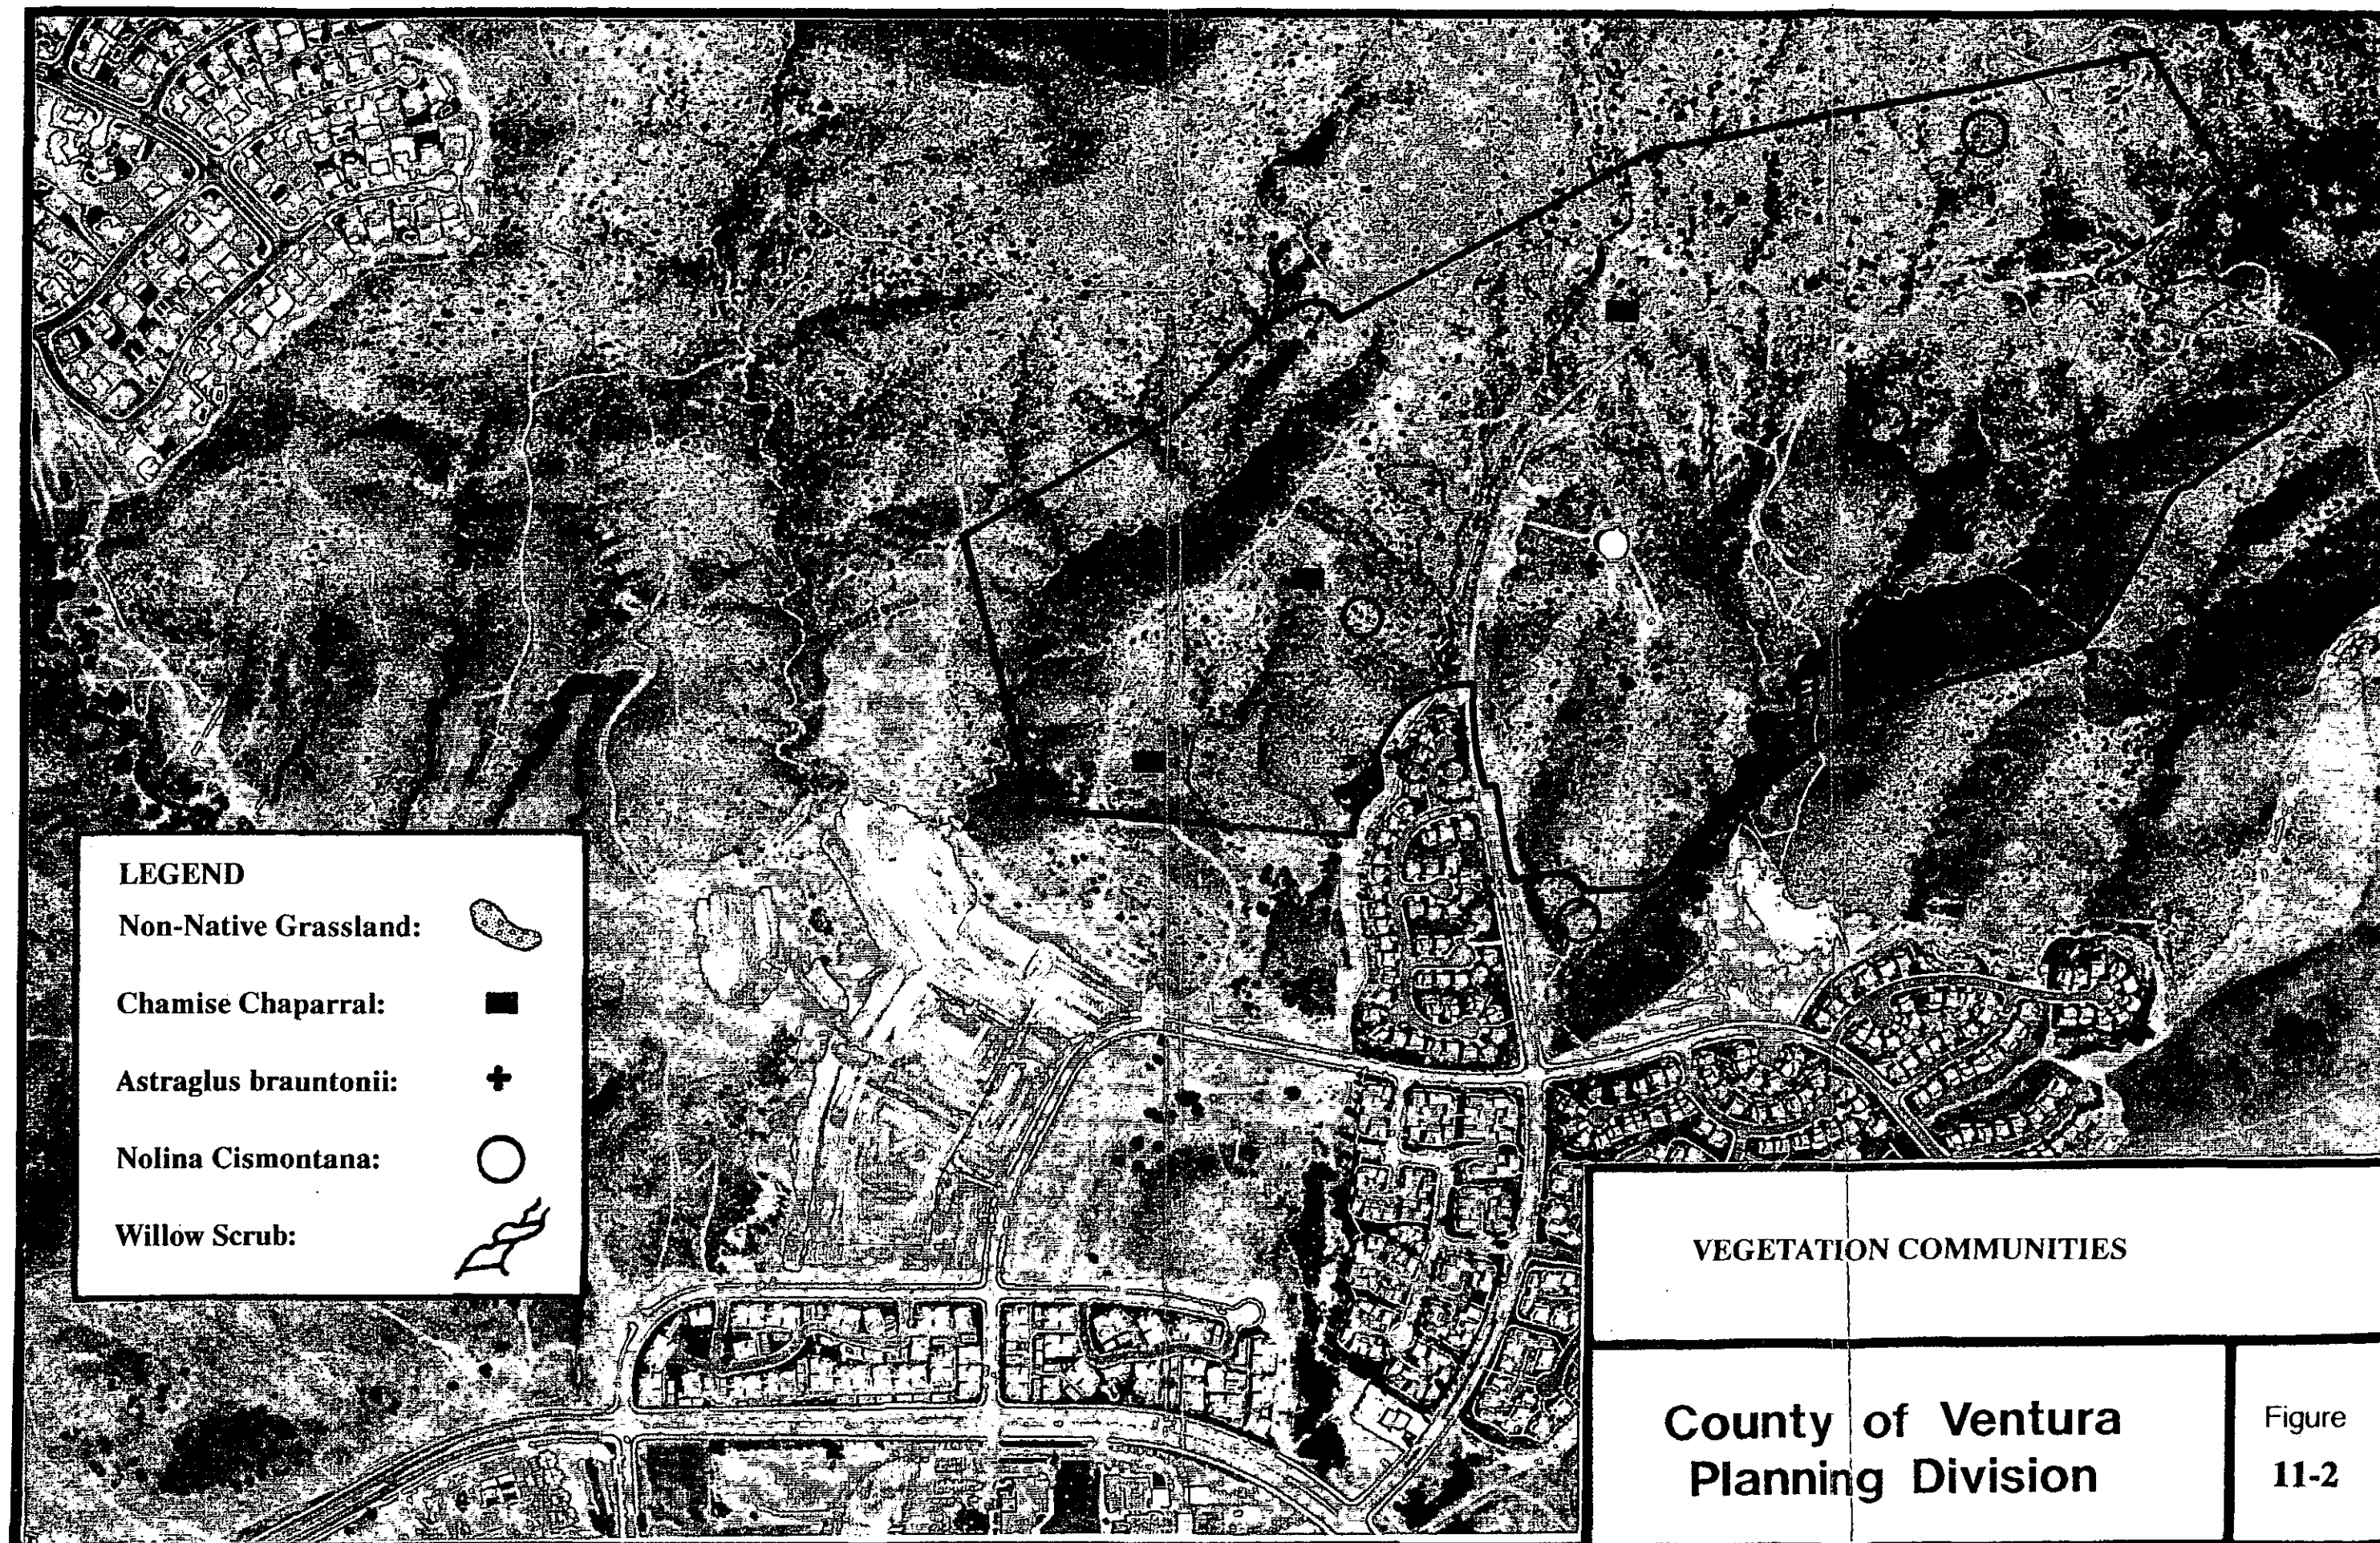 LEGEND
Non-Native Grassland:
Chamise Chaparral:
Astraglus brauntonii:
Nolina Cismontana:
Willow Scrub:
VEGETATION COMMUNITIES
County of Ventura
Planning Division
Figure
11-2